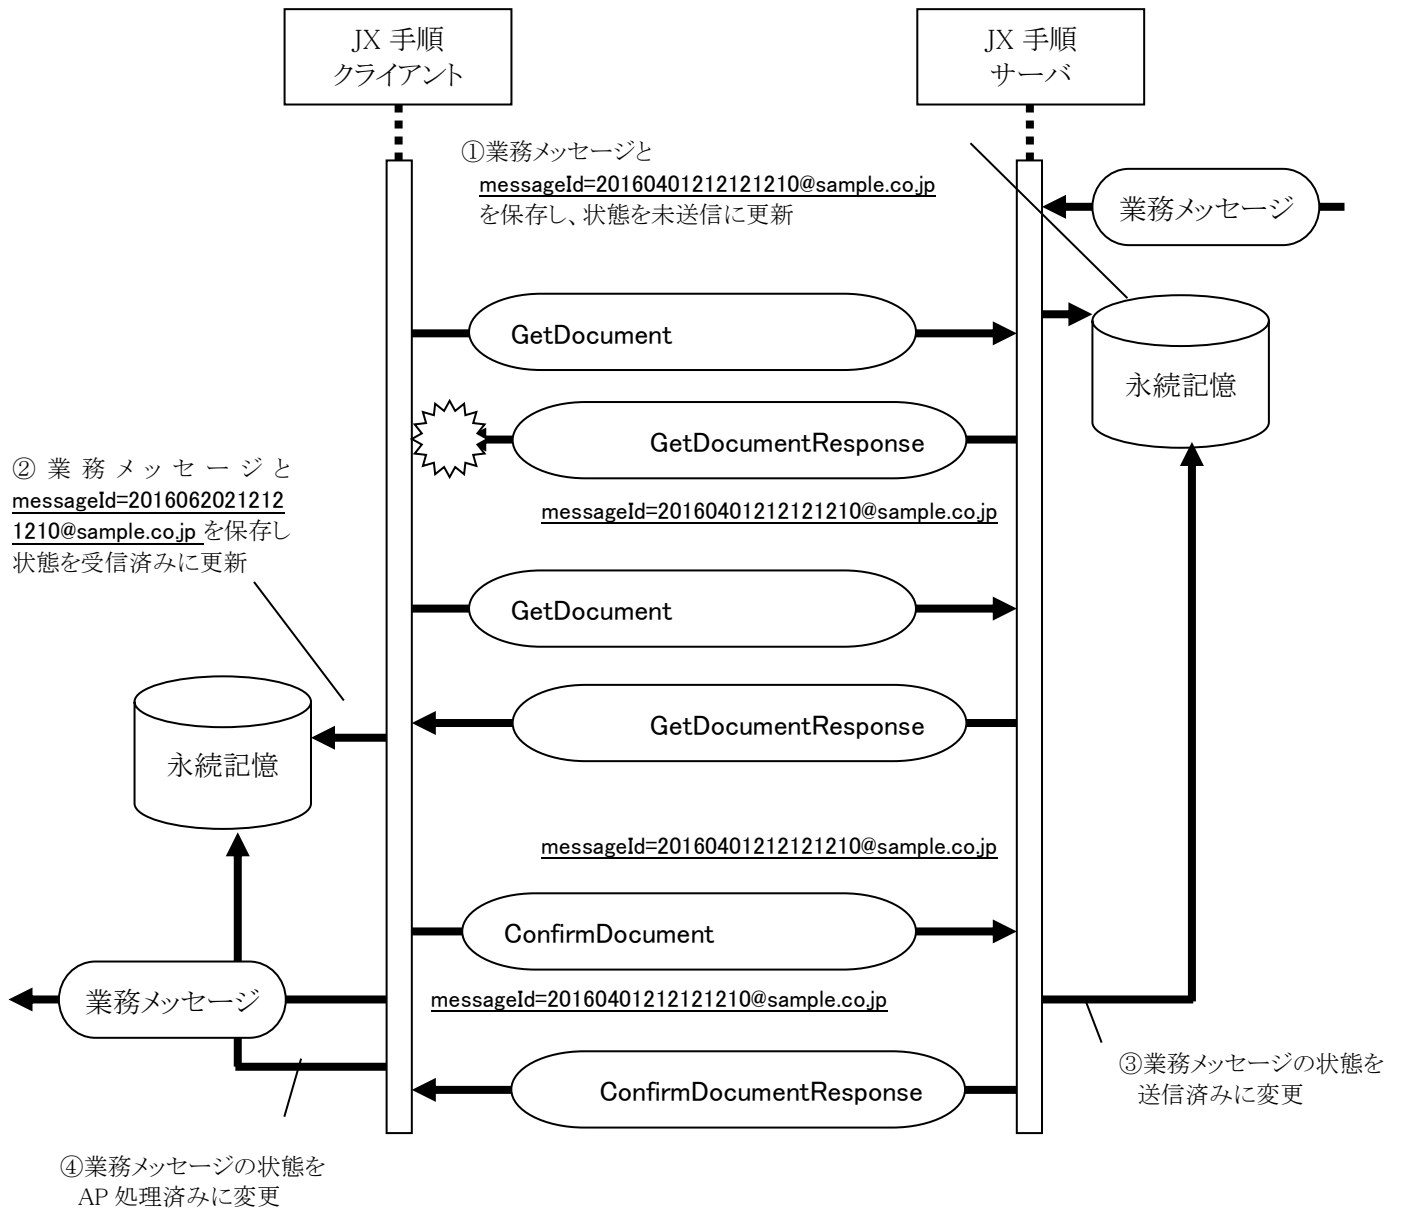 JX 手順
クライアント
JX 手順
サーバ
①業務メッセージと
messageId=20160401212121210@sample.co.jp
を保存し、状態を未送信に更新
業務メッセージ
GetDocument
永続記憶
GetDocumentResponse
②業務メッセージと
messageId=2016062021212
1210@sample.co.jp を保存し
状態を受信済みに更新
messageId=20160401212121210@sample.co.jp
GetDocument
GetDocumentResponse
永続記憶
messageId=20160401212121210@sample.co.jp
ConfirmDocument
業務メッセージ
messageId=20160401212121210@sample.co.jp
③業務メッセージの状態を
送信済みに変更
ConfirmDocumentResponse
④業務メッセージの状態を
AP 処理済みに変更